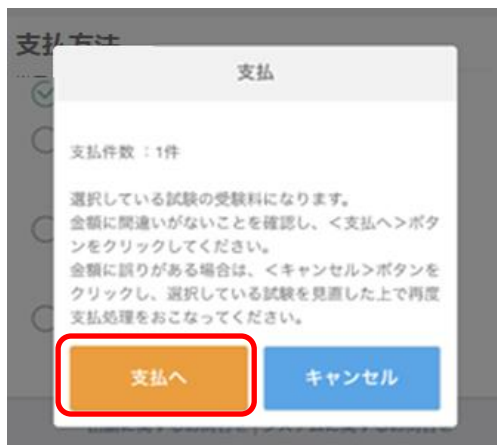 支払方法
支払
支払件数 ：1件
選択している試験の受験料になります。
金額に間違いがないことを確認し、＜支払へ＞ボタ
ンをクリックしてください。
金額に誤りがある場合は、＜キャンセル＞ボタンを
クリックし、選択している試験を見直した上で再度
支払処理をおこなってください。
支払へ
キャンセル